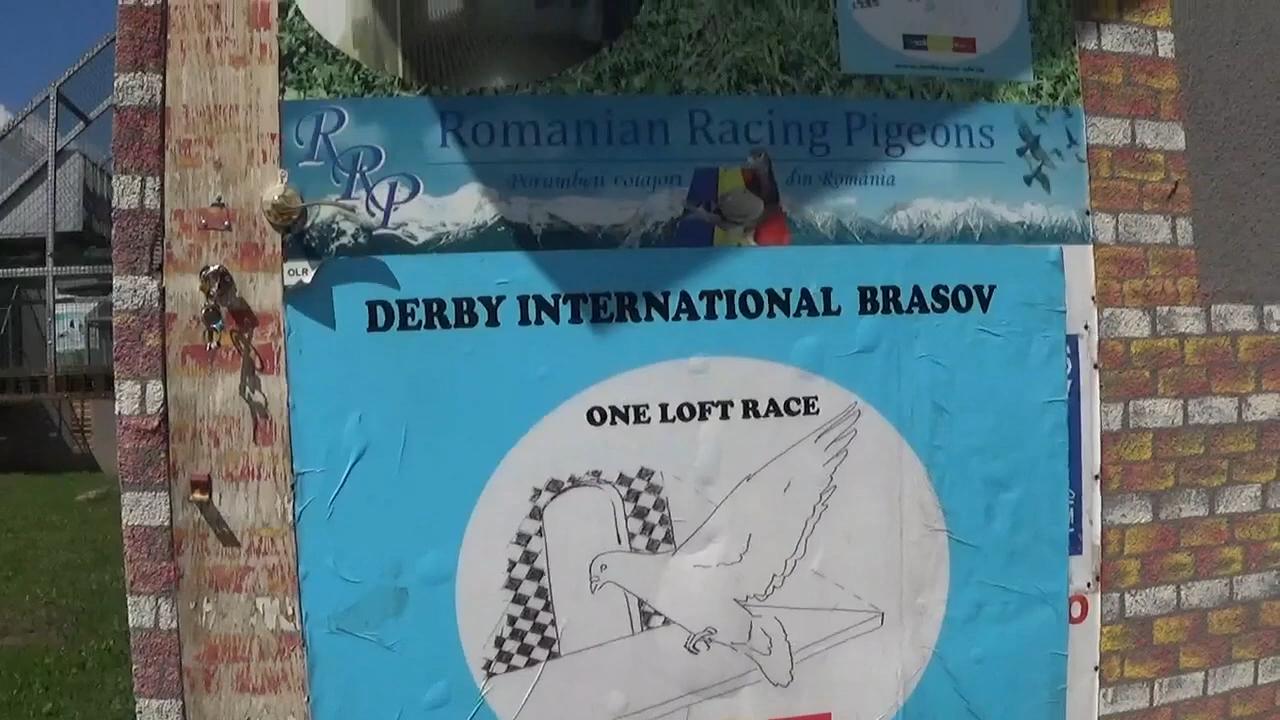 RRP
Romanian Racing Pigeons
Porumbei voiajori din România
OLR
DERBY INTERNATIONAL BRASOV
ONE LOFT RACE